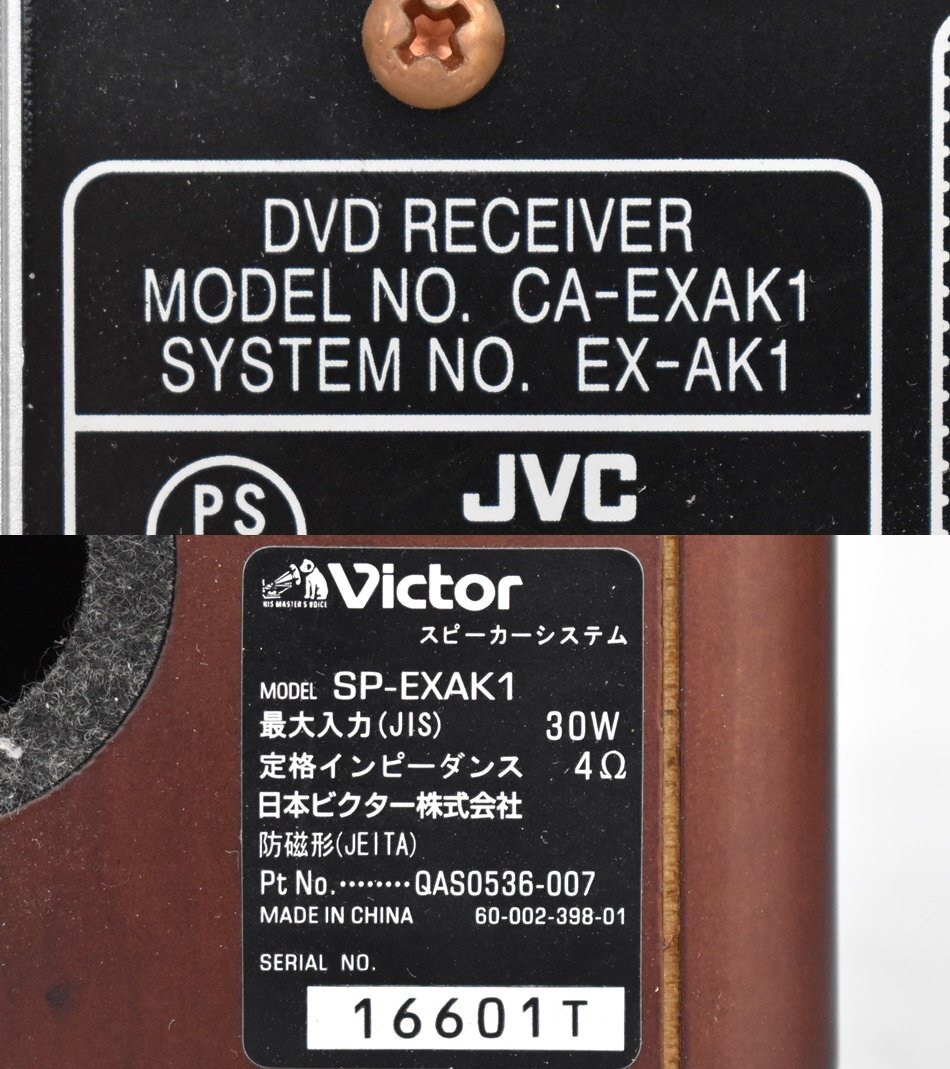 DVD RECEIVER
MODEL NO. CA-EXAK1
SYSTEM NO. EX-AK1
PS
JVC
HIS MASTER'S VOICE
Victor
スピーカーシステム
MODEL SP-EXAK1
最大入力(JIS) 30W
定格インピーダンス 4Ω
日本ビクター株式会社
防磁形(JEITA)
Pt No.………QAS0536-007
MADE IN CHINA 60-002-398-01
SERIAL NO.
16601T